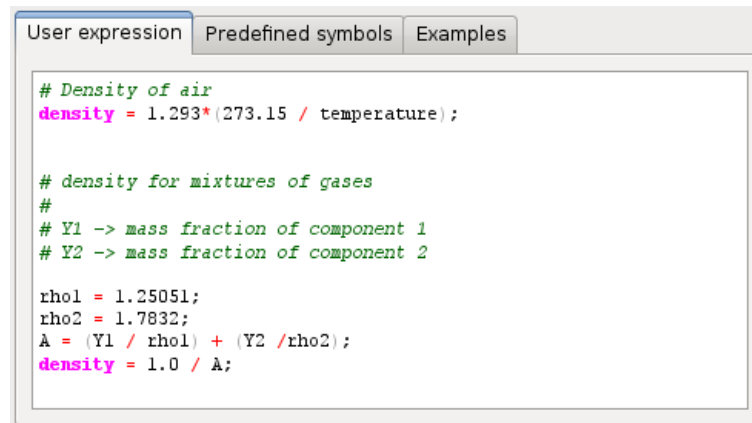 User expression Predefined symbols Examples
# Density of air
density = 1.293*(273.15 / temperature);
# density for mixtures of gases
#
# Y1 -> mass fraction of component 1
# Y2 -> mass fraction of component 2
rho1 = 1.25051;
rho2 = 1.7832;
A = (Y1 / rho1) + (Y2 /rho2);
density = 1.0 / A;